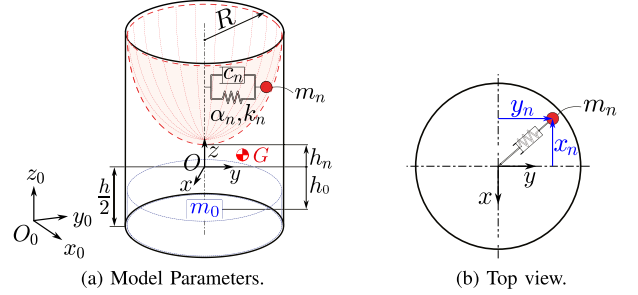 R
c_n
m_n
α_n, k_n
z
G
O
h_n
x
y
h_0
h/2
m_0
z_0
y_0
O_0
x_0
(a) Model Parameters.
y_n
m_n
x_n
y
x
(b) Top view.